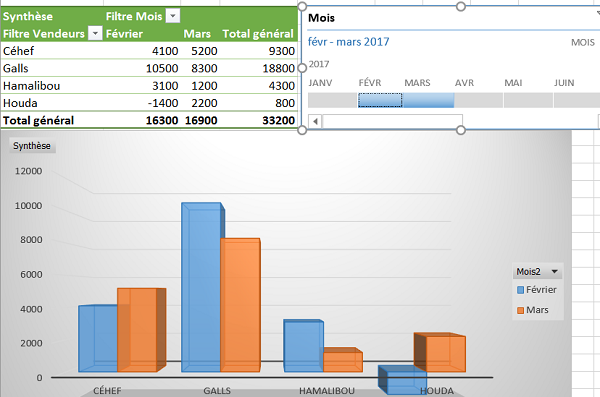 Synthèse Filtre Mois
Filtre Vendeurs Février Mars Total général
Céhef 4100 5200 9300
Galls 10500 8300 18800
Hamalibou 3100 1200 4300
Houda -1400 2200 800
Total général 16300 16900 33200
Mois
févr - mars 2017 MOIS
2017
JANV FÉVR MARS AVR MAI JUIN
Synthèse
12000
10000
8000
6000
4000
2000
0
CÉHEF GALLS HAMALIBOU HOUDA
Mois2
Février
Mars